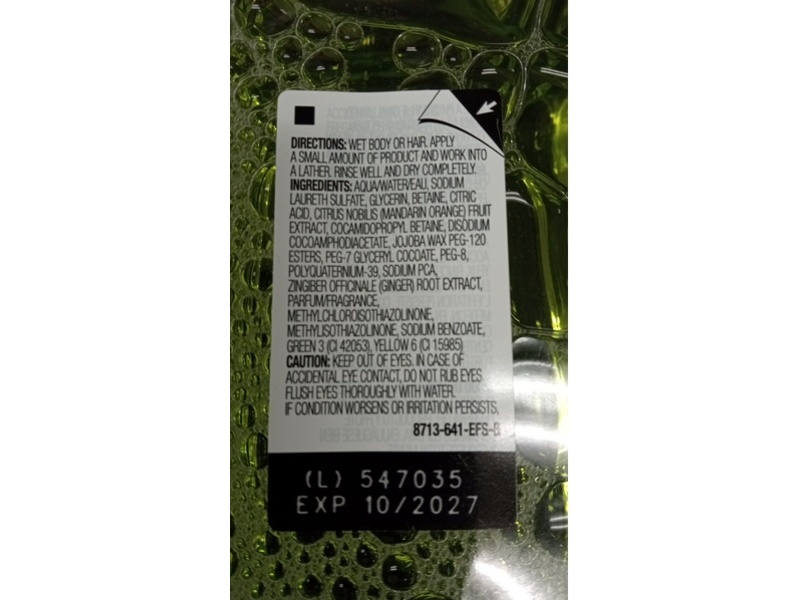 DIRECTIONS: WET BODY OR HAIR. APPLY
A SMALL AMOUNT OF PRODUCT AND WORK INTO
A LATHER. RINSE WELL AND DRY COMPLETELY.
INGREDIENTS: AQUA/WATER/EAU, SODIUM
LAURETH SULFATE, GLYCERIN, BETAINE, CITRIC
ACID, CITRUS NOBILIS (MANDARIN ORANGE) FRUIT
EXTRACT, COCAMIDOPROPYL BETAINE, DISODIUM
COCOAMPHODIACETATE, JOJOBA WAX PEG-120
ESTERS, PEG-7 GLYCERYL COCOATE, PEG-8,
POLYQUATERNIUM-39, SODIUM PCA,
ZINGIBER OFFICINALE (GINGER) ROOT EXTRACT,
PARFUM/FRAGRANCE,
METHYLCHLOROISOTHIAZOLINONE,
METHYLISOTHIAZOLINONE, SODIUM BENZOATE,
GREEN 3 (CI 42053), YELLOW 6 (CI 15985)
CAUTION: KEEP OUT OF EYES. IN CASE OF
ACCIDENTAL EYE CONTACT, DO NOT RUB EYES
FLUSH EYES THOROUGHLY WITH WATER.
IF CONDITION WORSENS OR IRRITATION PERSISTS,
8713-641-EFS-B
(L) 547035
EXP 10/2027